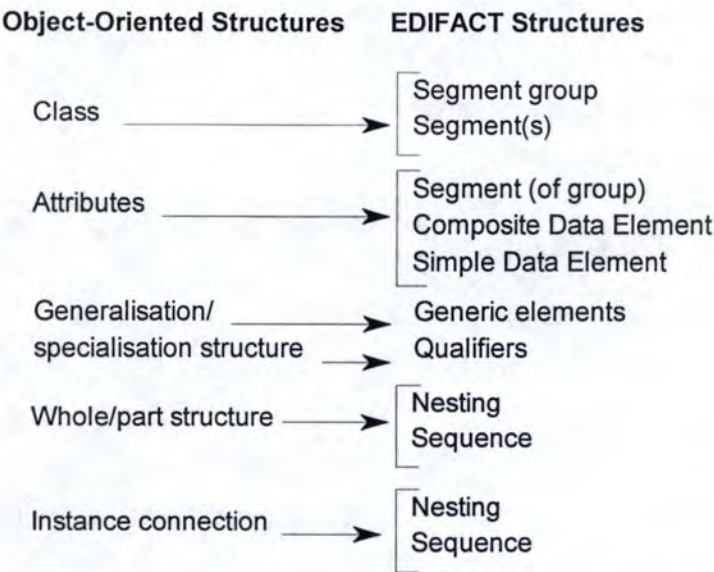 Object-Oriented Structures EDIFACT Structures
Class
Segment group
Segment(s)
Attributes
Segment (of group)
Composite Data Element
Simple Data Element
Generalisation/
specialisation structure
Generic elements
Qualifiers
Whole/part structure
Nesting
Sequence
Instance connection
Nesting
Sequence